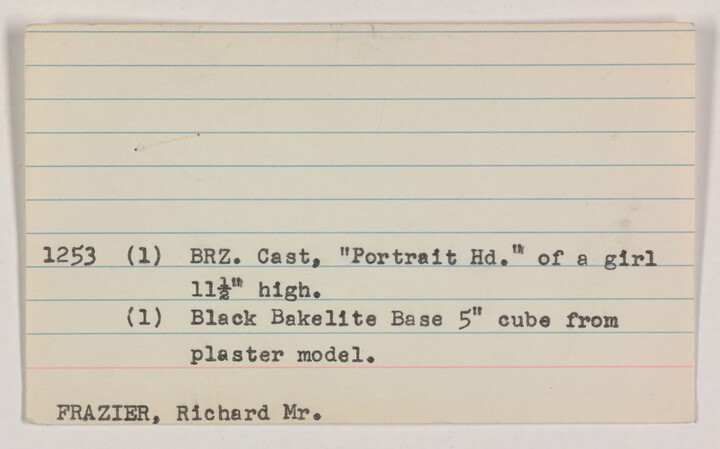 1253 (1) BRZ. Cast, "Portrait Hd." of a girl
11½" high.
(1) Black Bakelite Base 5" cube from
plaster model.
FRAZIER, Richard Mr.